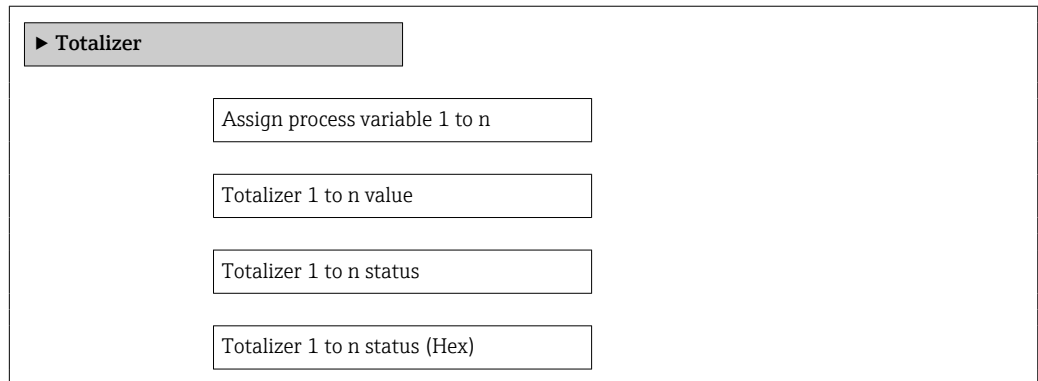 ► Totalizer
Assign process variable 1 to n
Totalizer 1 to n value
Totalizer 1 to n status
Totalizer 1 to n status (Hex)